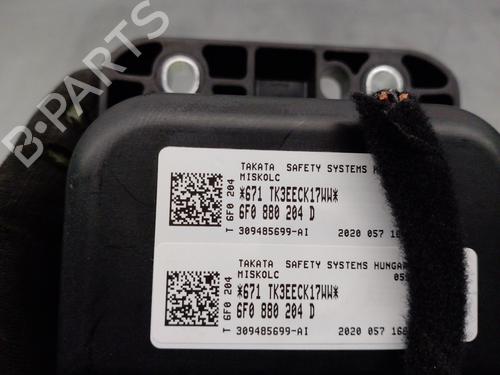 B-PARTS
TAKATA SAFETY SYSTEMS
MISKOLC
*671 TK3EECK17WW*
6F0 880 204 D
309485699-AI 2020 057
T 6F0 204
TAKATA SAFETY SYSTEMS HUNGAR
MISKOLC
*671 TK3EECK17WW*
6F0 880 204 D
309485699-AI 2020 057
T 6F0 204